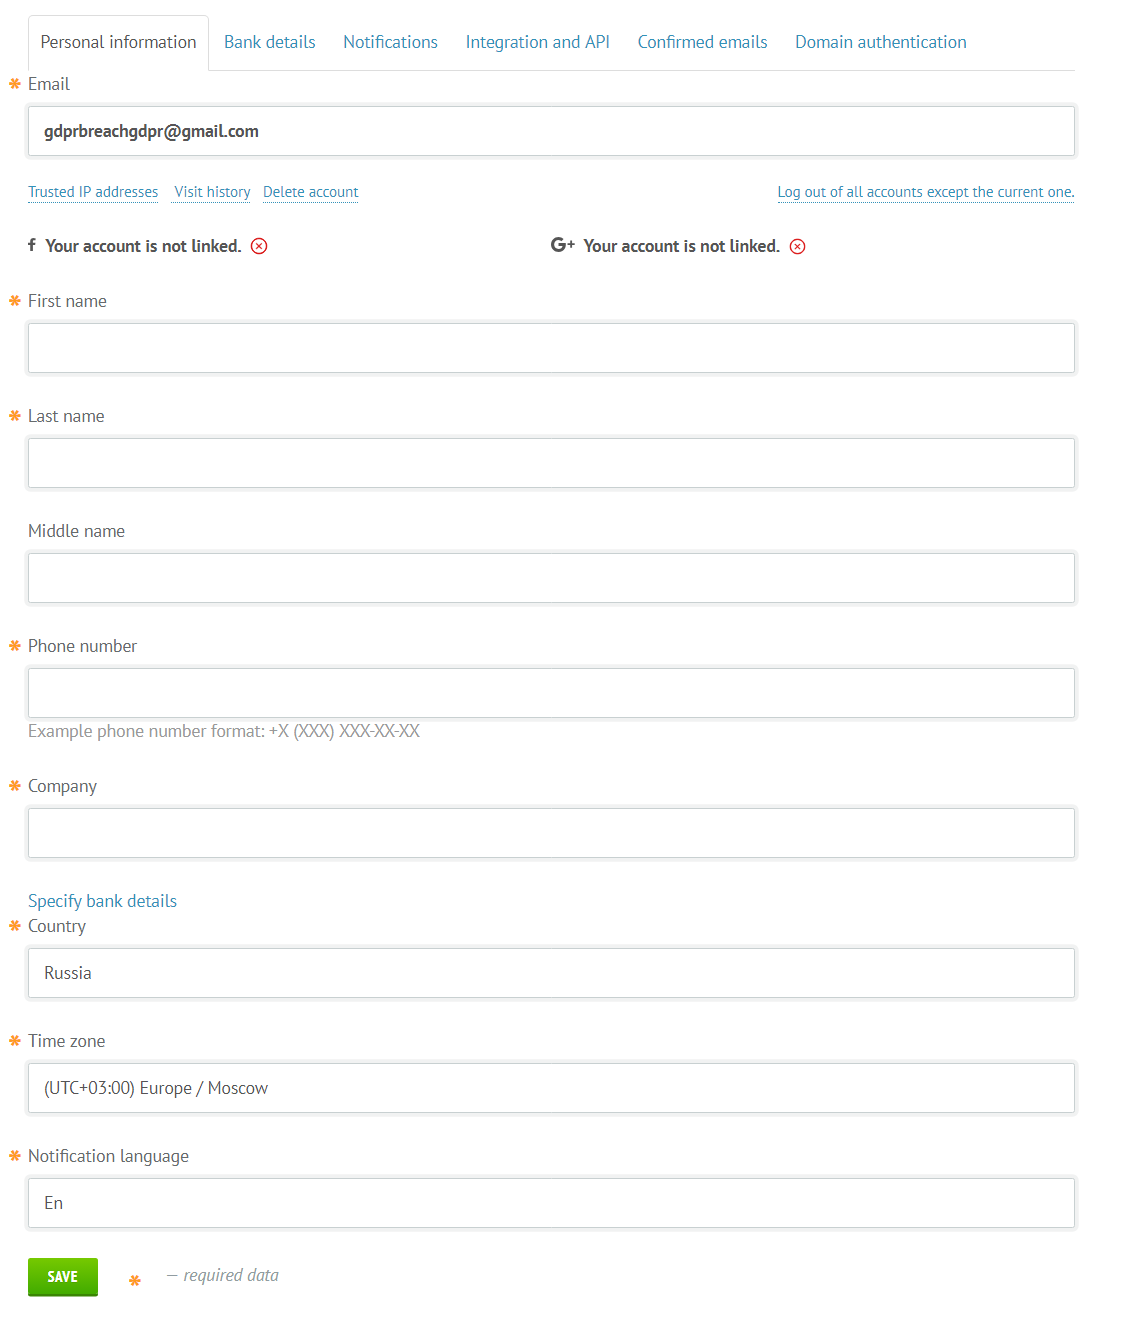 Personal information Bank details Notifications Integration and API Confirmed emails Domain authentication
* Email
gdprbreachgdpr@gmail.com
Trusted IP addresses Visit history Delete account Log out of all accounts except the current one.
f Your account is not linked. G+ Your account is not linked.
* First name
* Last name
Middle name
* Phone number
Example phone number format: +X (XXX) XXX-XX-XX
* Company
Specify bank details
* Country
Russia
* Time zone
(UTC+03:00) Europe / Moscow
* Notification language
En
SAVE * — required data